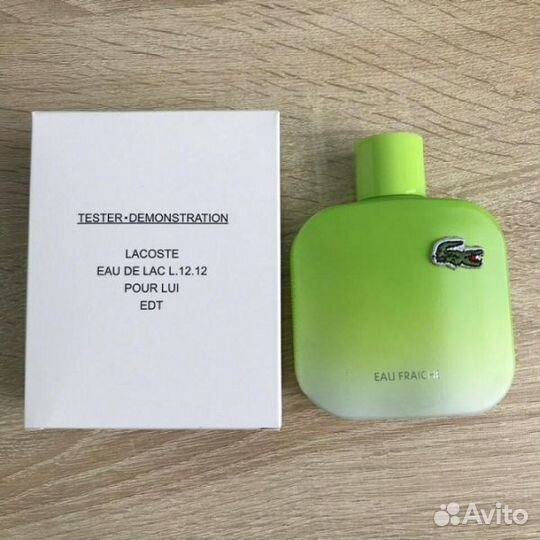 TESTER•DEMONSTRATION
LACOSTE
EAU DE LAC L.12.12
POUR LUI
EDT
EAU FRAICHE
Avito